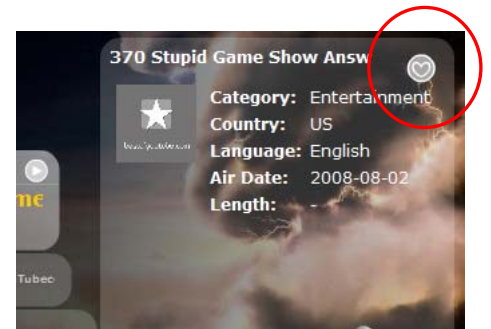 370 Stupid Game Show Answ
Category: Entertainment
Country: US
Language: English
Air Date: 2008-08-02
Length: -
me
Tubec